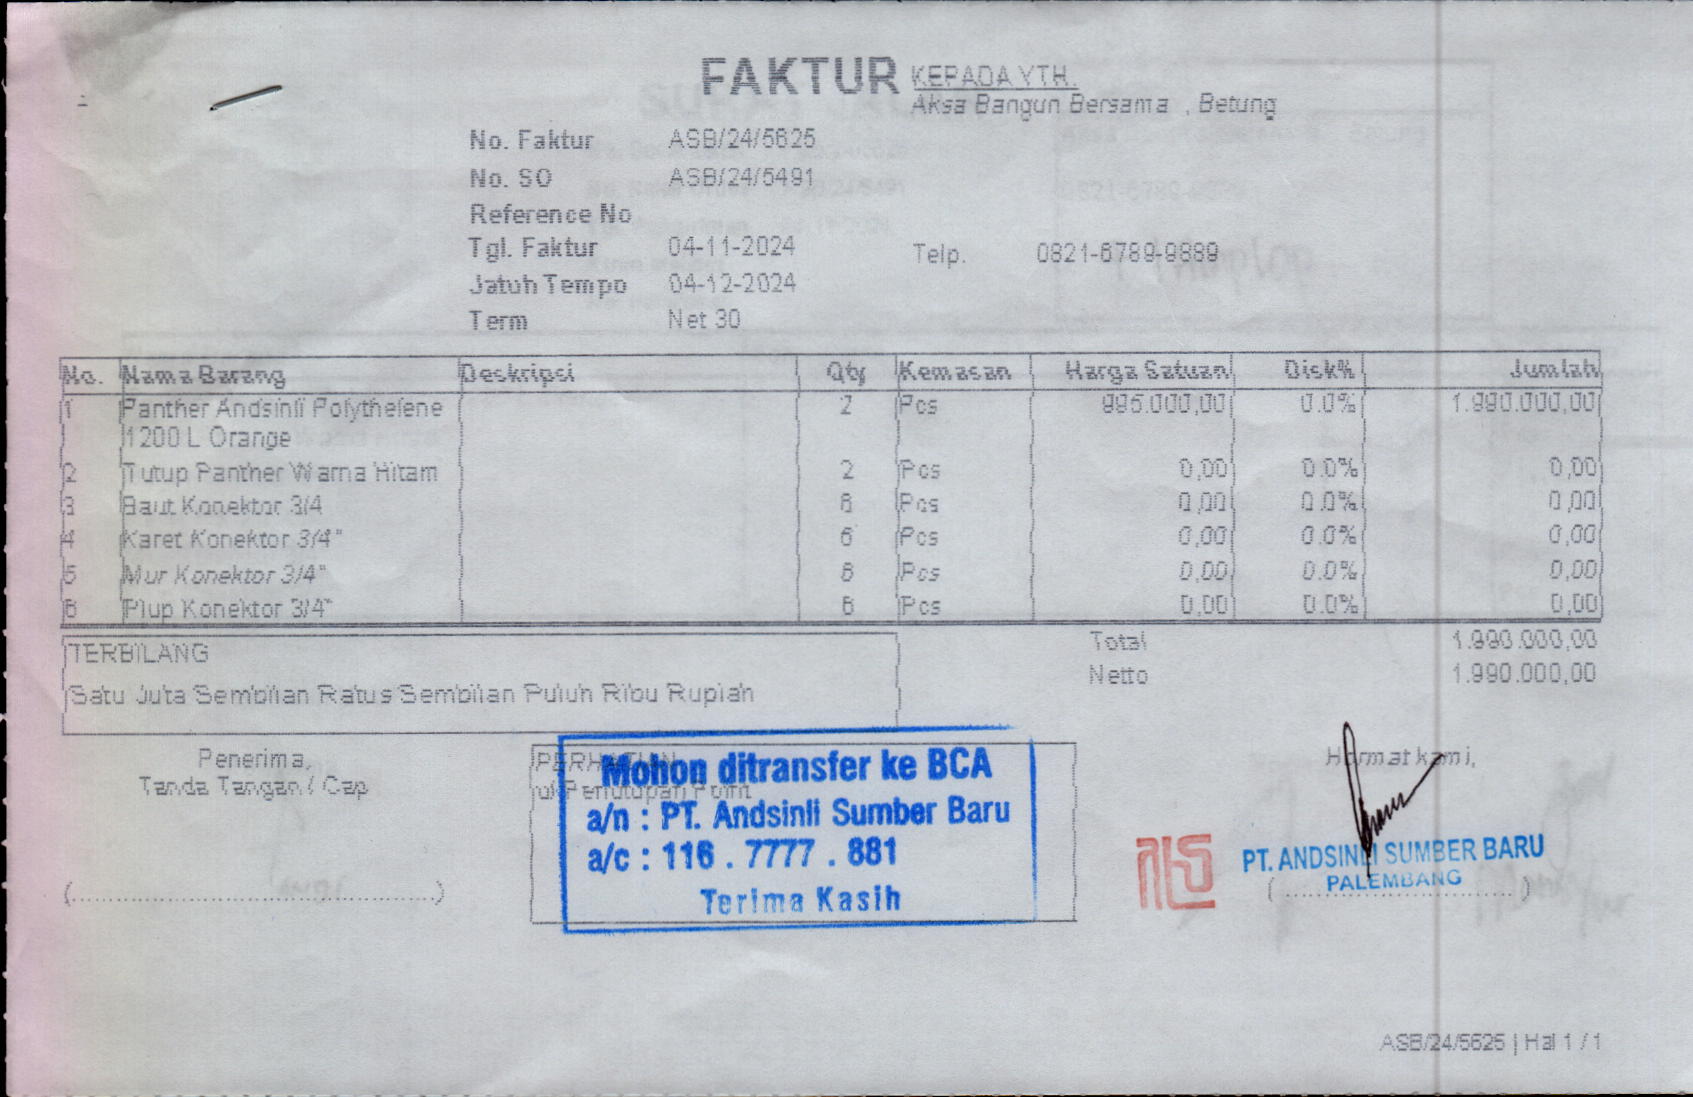 FAKTUR
KEPADA YTH.
Aksa Bangun Bersama , Betung
No. Faktur ASB/24/5625
No. SO ASB/24/5491
Reference No
Tgl. Faktur 04-11-2024
Telp. 0821-6789-9889
Jatuh Tempo 04-12-2024
Term Net 30
No. Nama Barang Deskripsi Qty Kemasan Harga Satuan Disk% Jumlah
1 Panther Andsinli Polythelene 2 Pcs 995.000,00 0.0% 1.990.000,00
1200 L Orange
2 Tutup Panther Warna Hitam 2 Pcs 0,00 0.0% 0,00
3 Baut Konektor 3/4 6 Pcs 0,00 0.0% 0,00
4 Karet Konektor 3/4" 6 Pcs 0,00 0.0% 0,00
5 Mur Konektor 3/4" 6 Pcs 0,00 0.0% 0,00
6 Plup Konektor 3/4" 6 Pcs 0,00 0.0% 0,00
Total 1.990.000,00
TERBILANG
Netto 1.990.000,00
Satu Juta Sembilan Ratus Sembilan Puluh Ribu Rupiah
Penerima,
Tanda Tangan / Cap
PERHATIAN
Penutupan Point
Mohon ditransfer ke BCA
a/n : PT. Andsinli Sumber Baru
a/c : 116 . 7777 . 881
Terima Kasih
Hormat kami,
PT. ANDSINLI SUMBER BARU
PALEMBANG
(........................................)
(........................................)
ASB/24/5625 | Hal 1 / 1